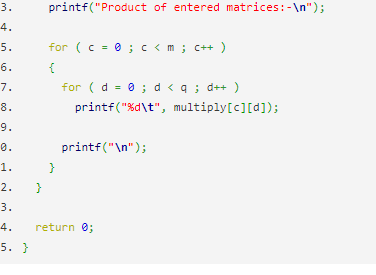 3.     printf("Product of entered matrices:-\n");
4.
5.     for ( c = 0 ; c < m ; c++ )
6.     {
7.       for ( d = 0 ; d < q ; d++ )
8.         printf("%d\t", multiply[c][d]);
9.
0.       printf("\n");
1.     }
2.   }
3.
4.   return 0;
5. }